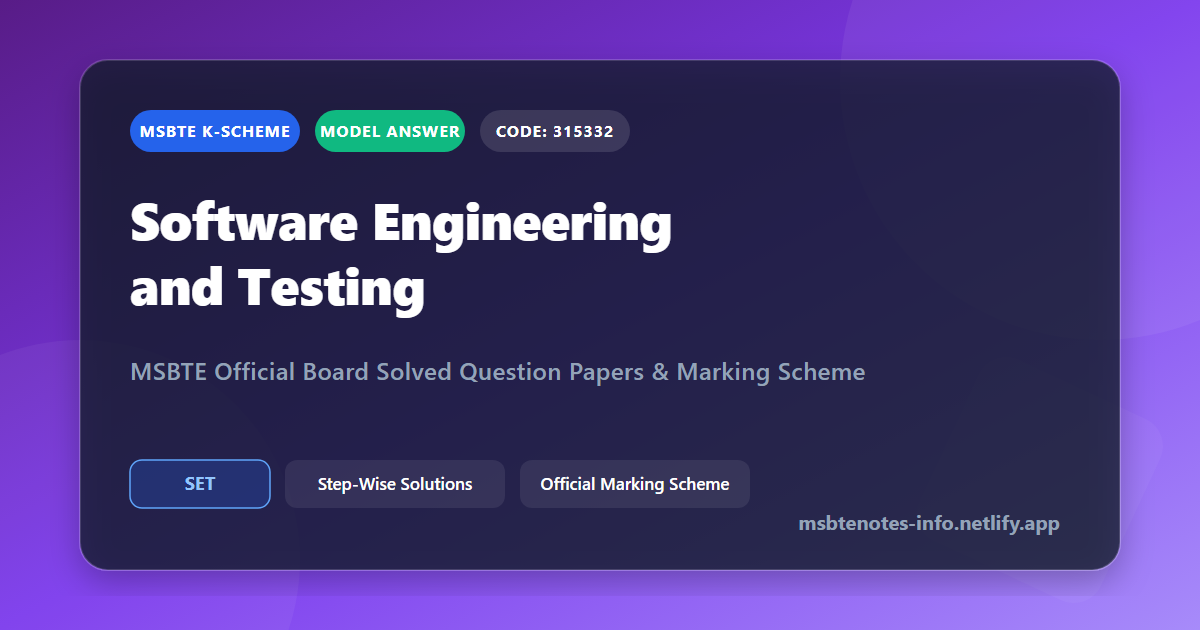 MSBTE K-SCHEME
MODEL ANSWER
CODE: 315332
Software Engineering
and Testing
MSBTE Official Board Solved Question Papers & Marking Scheme
SET
Step-Wise Solutions
Official Marking Scheme
msbtenotes-info.netlify.app